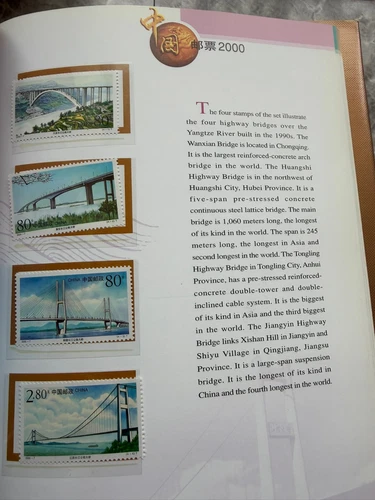 中国
邮票2000
The four stamps of the set illustrate
the four highway bridges over the
Yangtze River built in the 1990s. The
Wanxian Bridge is located in Chongqing.
It is the largest reinforced-concrete arch
bridge in the world. The Huangshi
Highway Bridge is in the northwest of
Huangshi City, Hubei Province. It is a
five-span pre-stressed concrete
continuous steel lattice bridge. The main
bridge is 1,060 meters long, the longest
of its kind in the world. The span is 245
meters long, the longest in Asia and
second longest in the world. The Tongling
Highway Bridge in Tongling City, Anhui
Province, has a pre-stressed reinforced-
concrete double-tower and double-
inclined cable system. It is the biggest
of its kind in Asia and the third biggest
in the world. The Jiangyin Highway
Bridge links Xishan Hill in Jiangyin and
Shiyu Village in Qingjiang, Jiangsu
Province. It is a large-span suspension
bridge. It is the longest of its kind in
China and the fourth longest in the world.
80分
中国邮政 80分
2.80元 中国邮政 CHINA